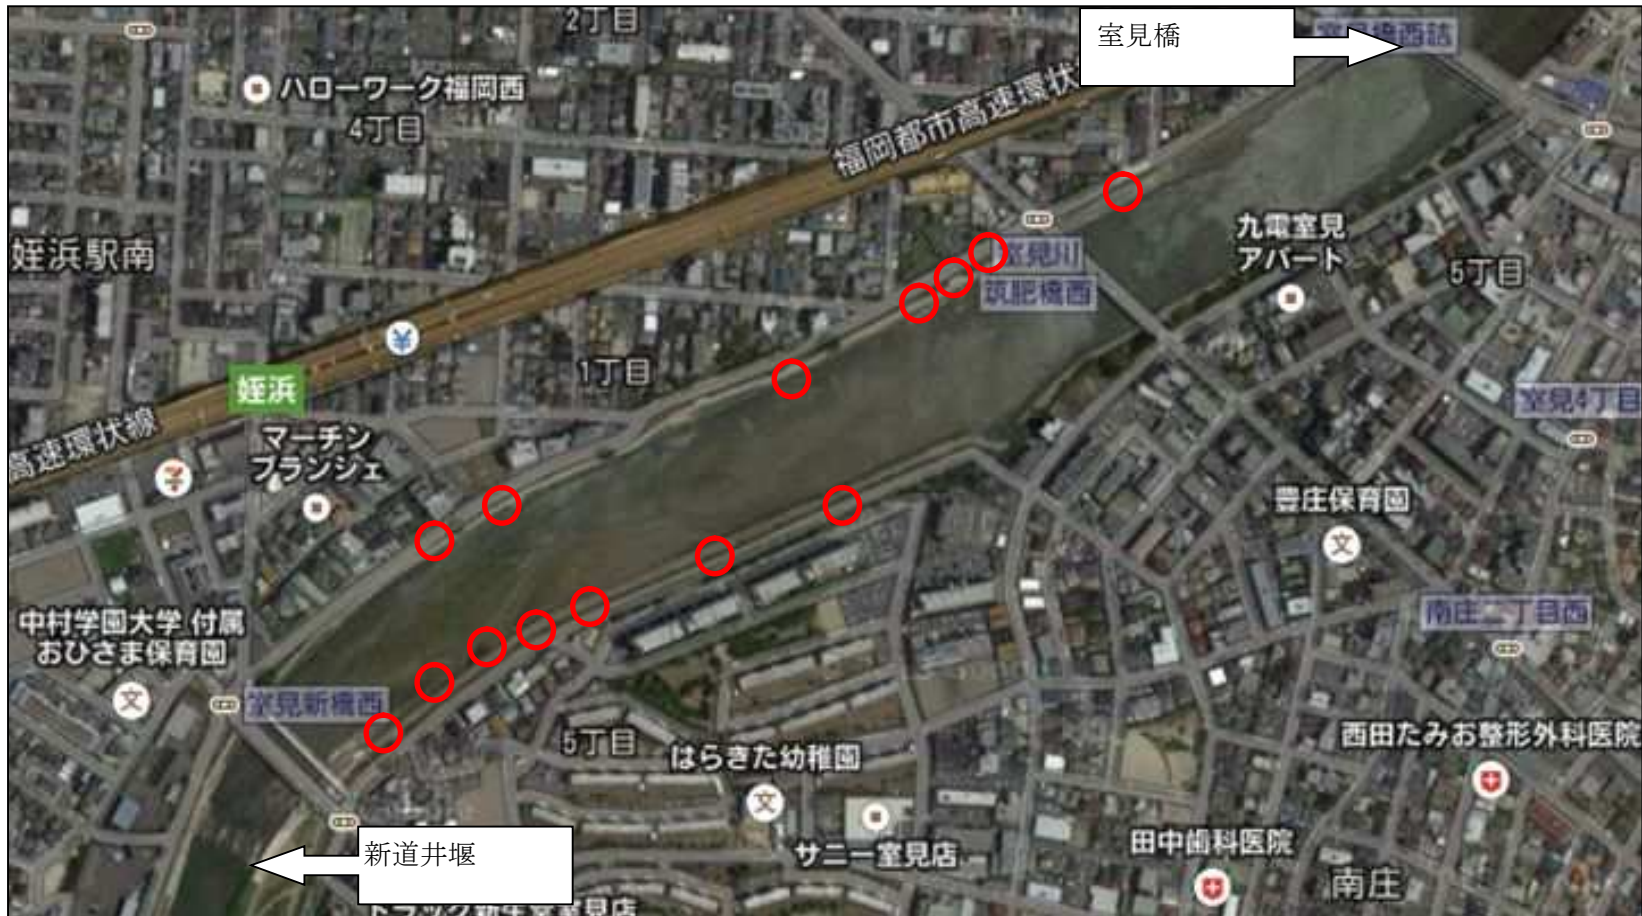 2丁目
室見橋
室見橋西詰
ハローワーク福岡西
4丁目
福岡都市高速環状
九電室見
アパート
姪浜駅南
室見川
筑肥橋西
5丁目
1丁目
姪浜
室見4丁目
高速環状線
マーチン
ブランシェ
豊庄保育園
中村学園大学 付属
おひさま保育園
南庄二丁目西
室見新橋西
5丁目
はらきた幼稚園
西田たみお整形外科医院
新道井堰
サニー室見店
田中歯科医院
南庄